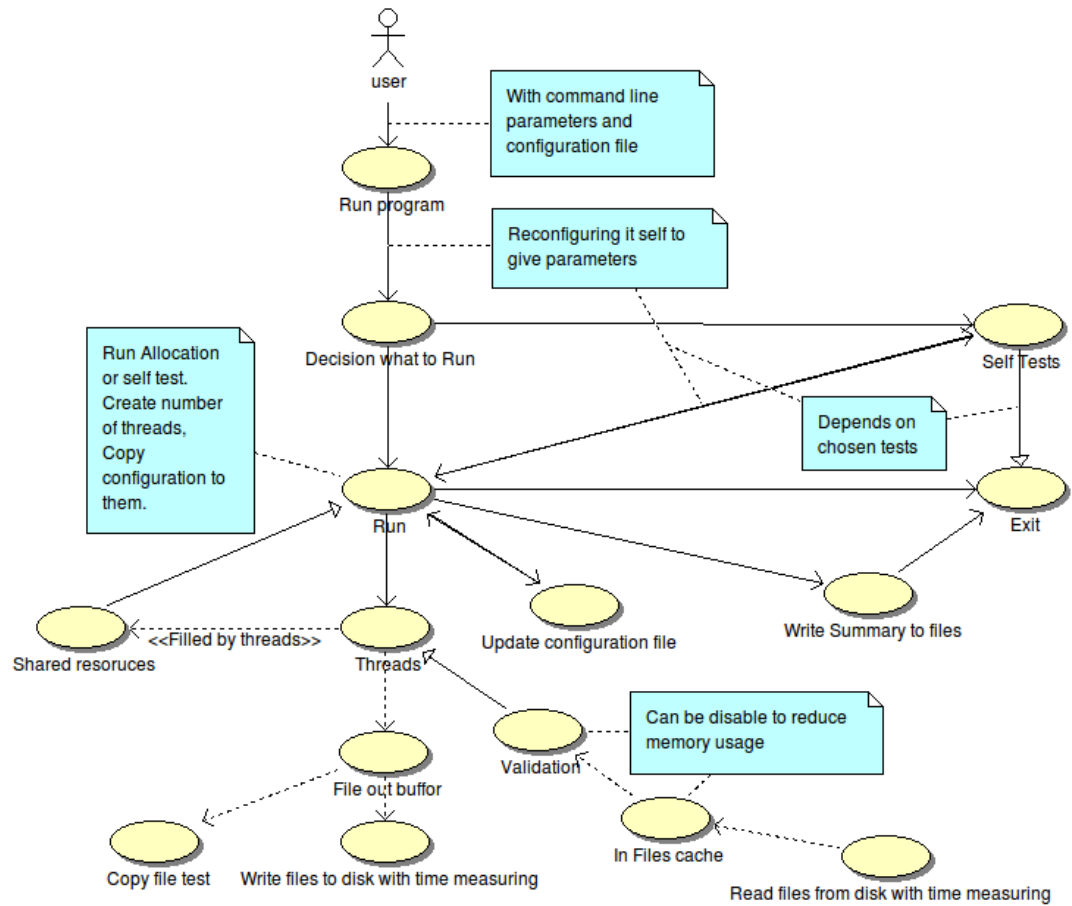 user
With command line
parameters and
configuration file
Run program
Reconfiguring it self to
give parameters
Decision what to Run
Self Tests
Run Allocation
or self test.
Create number
of threads,
Copy
configuration to
them.
Depends on
chosen tests
Run
Exit
Shared resoruces
<<Filled by threads>>
Threads
Update configuration file
Write Summary to files
Can be disable to reduce
memory usage
Validation
File out buffor
In Files cache
Copy file test
Write files to disk with time measuring
Read files from disk with time measuring